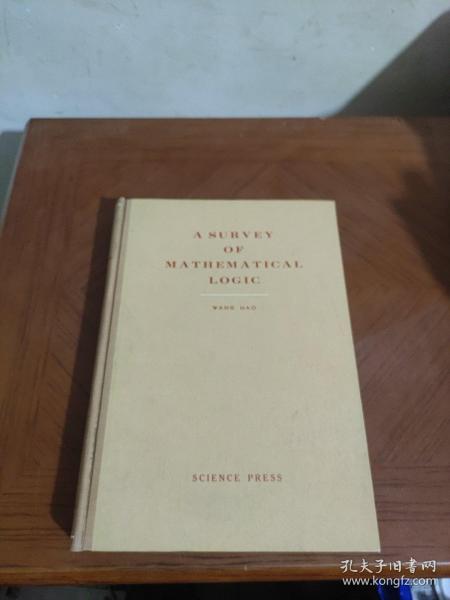 A SURVEY
OF
MATHEMATICAL
LOGIC
WANG HAO
SCIENCE PRESS
孔夫子旧书网
www.kongfz.com